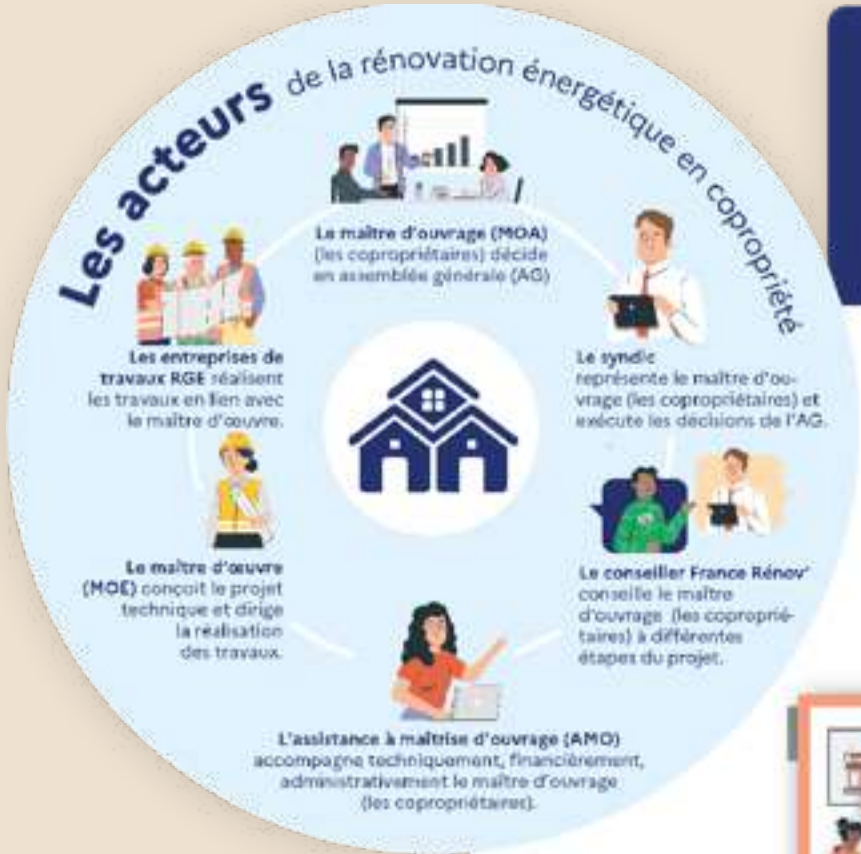 Les acteurs de la rénovation énergétique en copropriété
Le maître d'ouvrage (MOA)
(les copropriétaires) décide
en assemblée générale (AG)
Le syndic
représente le maître d'ou-
vrage (les copropriétaires) et
exécute les décisions de l'AG.
Le conseiller France Rénov'
conseille le maître
d'ouvrage (les coproprié-
taires) à différentes
étapes du projet.
L'assistance à maîtrise d'ouvrage (AMO)
accompagne techniquement, financièrement,
administrativement le maître d'ouvrage
(les copropriétaires).
Le maître d'œuvre
(MOE) conçoit le projet
technique et dirige
la réalisation
des travaux.
Les entreprises de
travaux RGE réalisent
les travaux en lien avec
le maître d'œuvre.